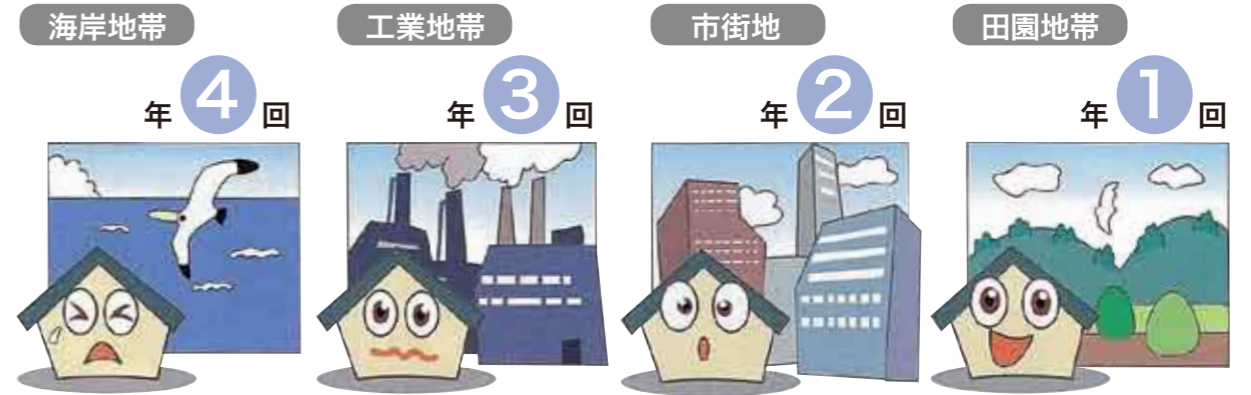 海岸地帯
年4回
工業地帯
年3回
市街地
年2回
田園地帯
年1回